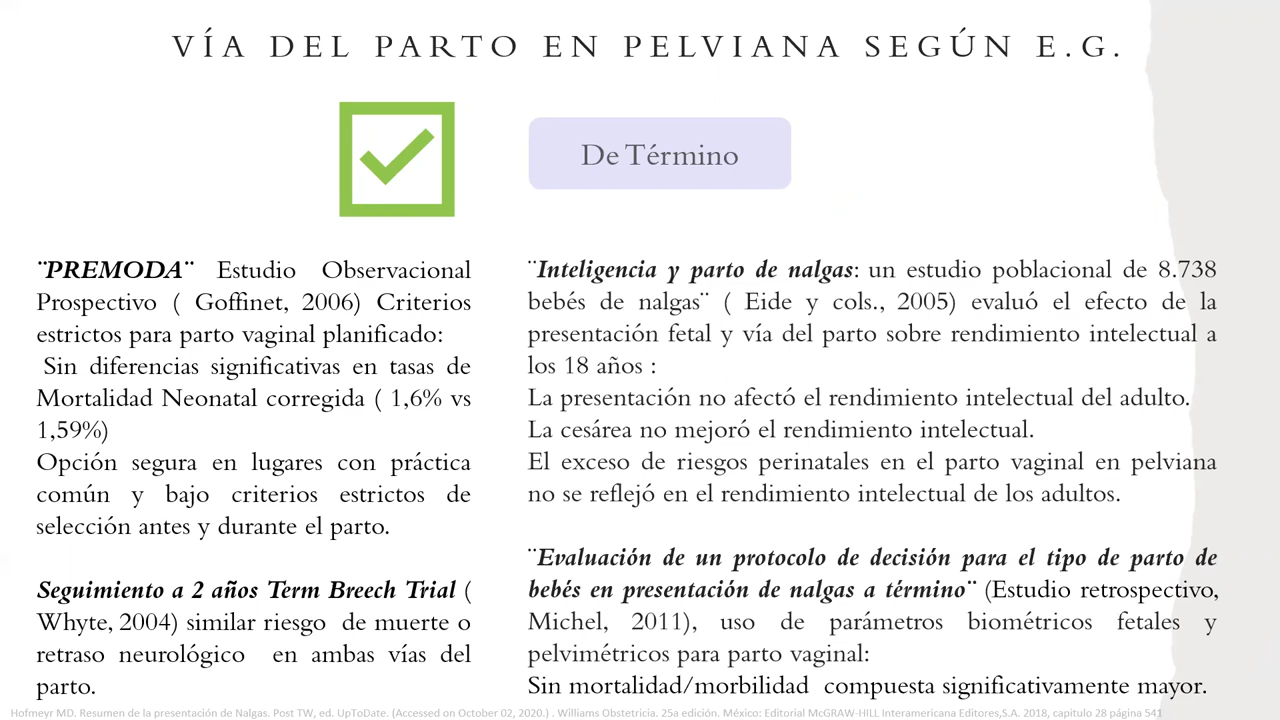 VÍA DEL PARTO EN PELVIANA SEGÚN E.G.
De Término
¨PREMODA¨ Estudio Observacional
Prospectivo ( Goffinet, 2006) Criterios
estrictos para parto vaginal planificado:
Sin diferencias significativas en tasas de
Mortalidad Neonatal corregida ( 1,6% vs
1,59%)
Opción segura en lugares con práctica
común y bajo criterios estrictos de
selección antes y durante el parto.
Seguimiento a 2 años Term Breech Trial (
Whyte, 2004) similar riesgo de muerte o
retraso neurológico en ambas vías del
parto.
¨Inteligencia y parto de nalgas: un estudio poblacional de 8.738
bebés de nalgas¨ ( Eide y cols., 2005) evaluó el efecto de la
presentación fetal y vía del parto sobre rendimiento intelectual a
los 18 años :
La presentación no afectó el rendimiento intelectual del adulto.
La cesárea no mejoró el rendimiento intelectual.
El exceso de riesgos perinatales en el parto vaginal en pelviana
no se reflejó en el rendimiento intelectual de los adultos.
¨Evaluación de un protocolo de decisión para el tipo de parto de
bebés en presentación de nalgas a término¨ (Estudio retrospectivo,
Michel, 2011), uso de parámetros biométricos fetales y
pelvimétricos para parto vaginal:
Sin mortalidad/morbilidad compuesta significativamente mayor.
Hofmeyr MD. Resumen de la presentación de Nalgas. Post TW, ed. UpToDate. (Accessed on October 02, 2020.) . Williams Obstetricia. 25a edición. México: Editorial McGRAW-HILL Interamericana Editores,S.A. 2018, capitulo 28 página 541